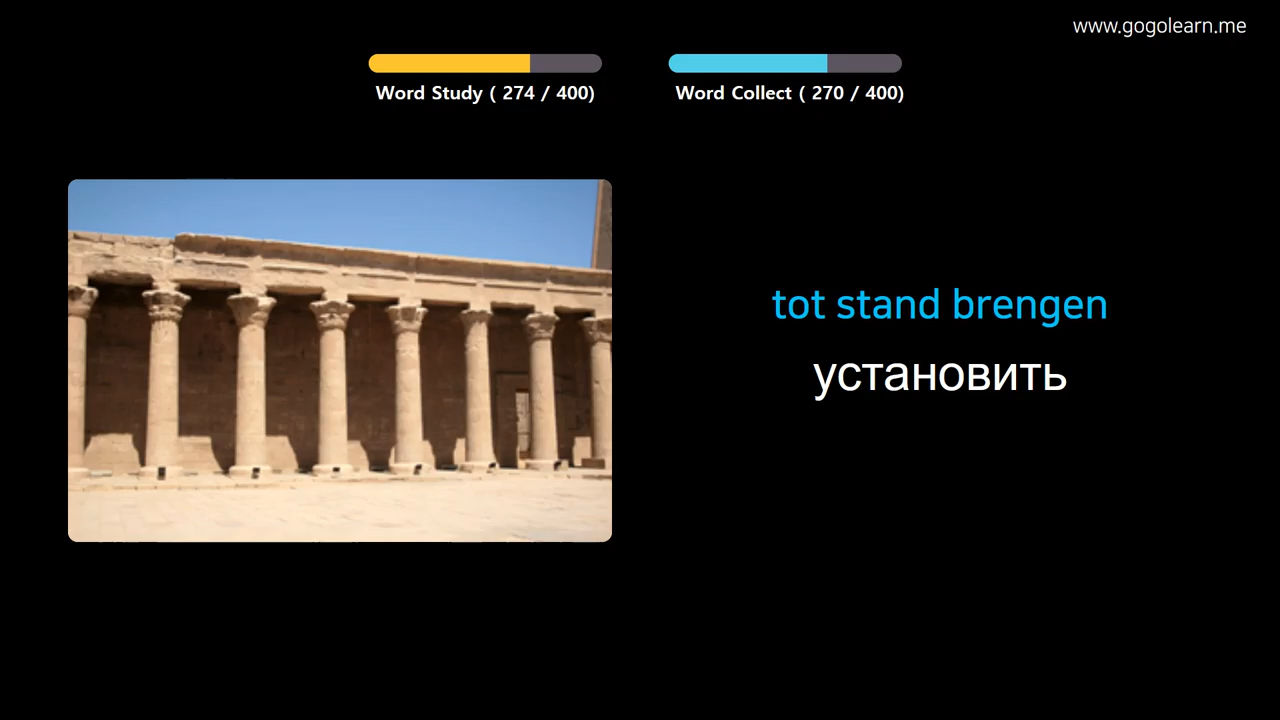 www.gogolearn.me
Word Study ( 274 / 400)
Word Collect ( 270 / 400)
tot stand brengen
установить